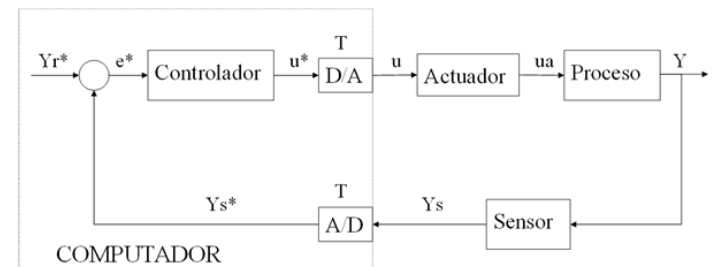 Yr*
e*
Controlador
u*
T
D/A
u
Actuador
ua
Proceso
Y
Ys*
T
A/D
Ys
Sensor
COMPUTADOR